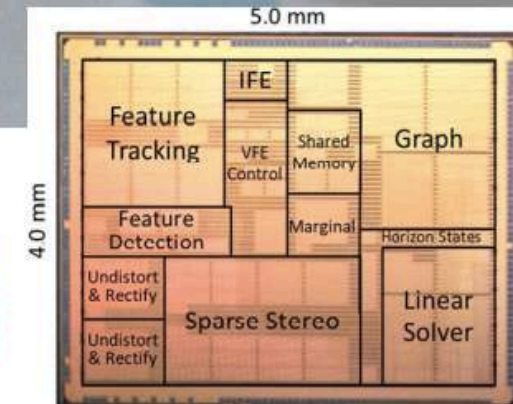 5.0 mm
4.0 mm
IFE
Feature
Tracking
VFE
Control
Shared
Memory
Graph
Feature
Detection
Marginal
Horizon States
Undistort
& Rectify
Sparse Stereo
Linear
Solver
Undistort
& Rectify